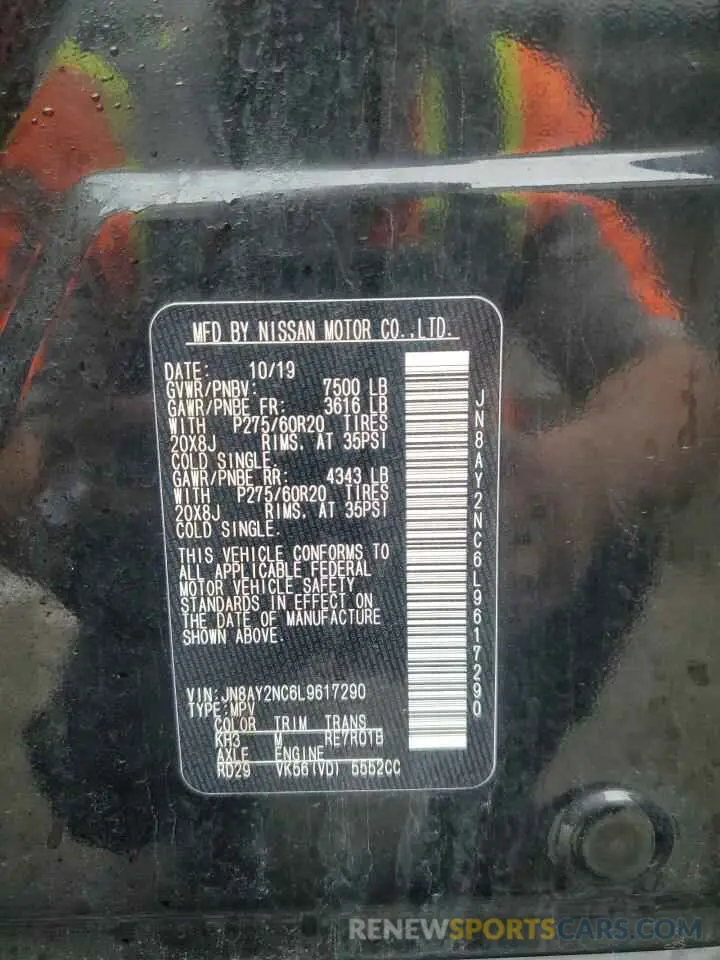 MFD BY NISSAN MOTOR CO.,LTD.
DATE: 10/19
GVWR/PNBV: 7500 LB
GAWR/PNBE FR: 3616 LB
WITH P275/60R20 TIRES
20X8J RIMS. AT 35PSI
COLD SINGLE.
GAWR/PNBE RR: 4343 LB
WITH P275/60R20 TIRES
20X8J RIMS. AT 35PSI
COLD SINGLE.
THIS VEHICLE CONFORMS TO
ALL APPLICABLE FEDERAL
MOTOR VEHICLE SAFETY
STANDARDS IN EFFECT ON
THE DATE OF MANUFACTURE
SHOWN ABOVE.
VIN:JN8AY2NC6L9617290
TYPE:MPV
COLOR TRIM TRANS
KH3 M RE7R01B
AXLE ENGINE
RD29 VK56(VD) 5552CC
JN8AY2NC6L9617290
RENEWSPORTSCARS.COM